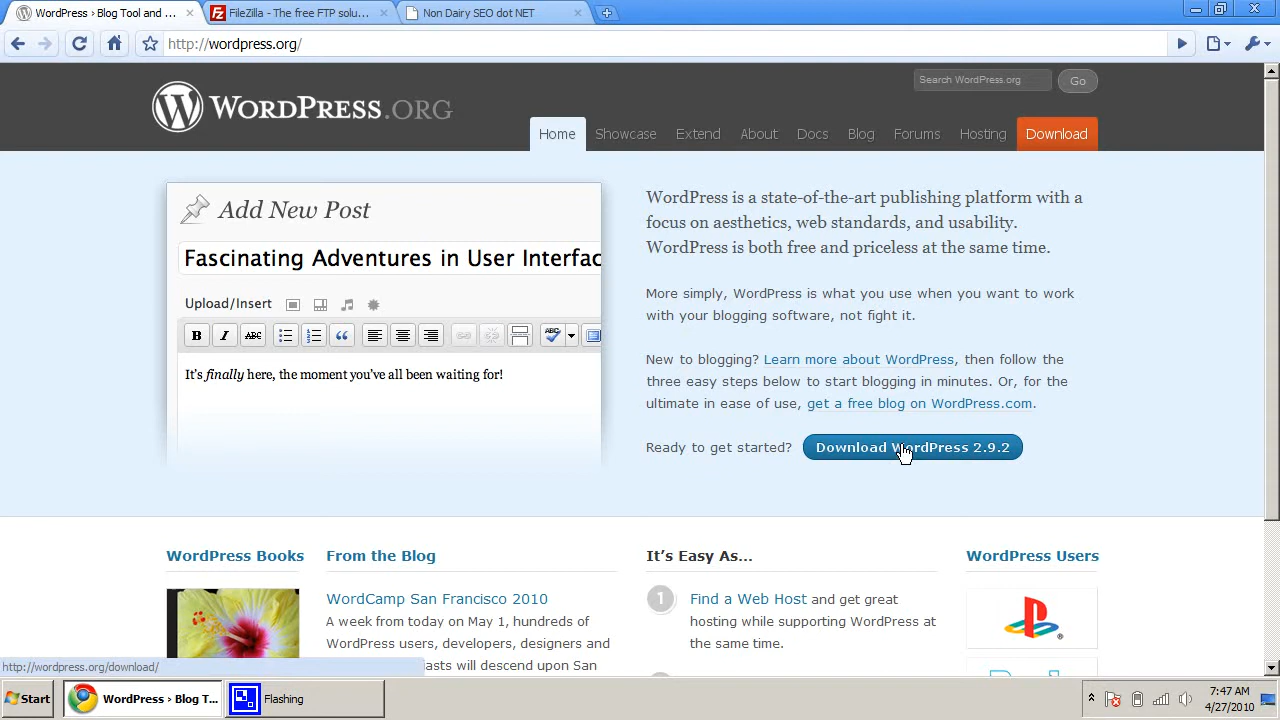 WordPress › Blog Tool and ...
FileZilla - The free FTP solu...
Non Dairy SEO dot NET
http://wordpress.org/
WORDPRESS.ORG
Search WordPress.org
Go
Home
Showcase
Extend
About
Docs
Blog
Forums
Hosting
Download
Add New Post
Fascinating Adventures in User Interfac
Upload/Insert
B I ABC
ABC
It's finally here, the moment you've all been waiting for!
WordPress is a state-of-the-art publishing platform with a
focus on aesthetics, web standards, and usability.
WordPress is both free and priceless at the same time.
More simply, WordPress is what you use when you want to work
with your blogging software, not fight it.
New to blogging? Learn more about WordPress, then follow the
three easy steps below to start blogging in minutes. Or, for the
ultimate in ease of use, get a free blog on WordPress.com.
Ready to get started? Download WordPress 2.9.2
WordPress Books
From the Blog
WordCamp San Francisco 2010
A week from today on May 1, hundreds of
WordPress users, developers, designers and
will descend upon San
It's Easy As...
1
Find a Web Host and get great
hosting while supporting WordPress at
the same time.
WordPress Users
http://wordpress.org/download/
Start
WordPress › Blog T...
Flashing
7:47 AM
4/27/2010